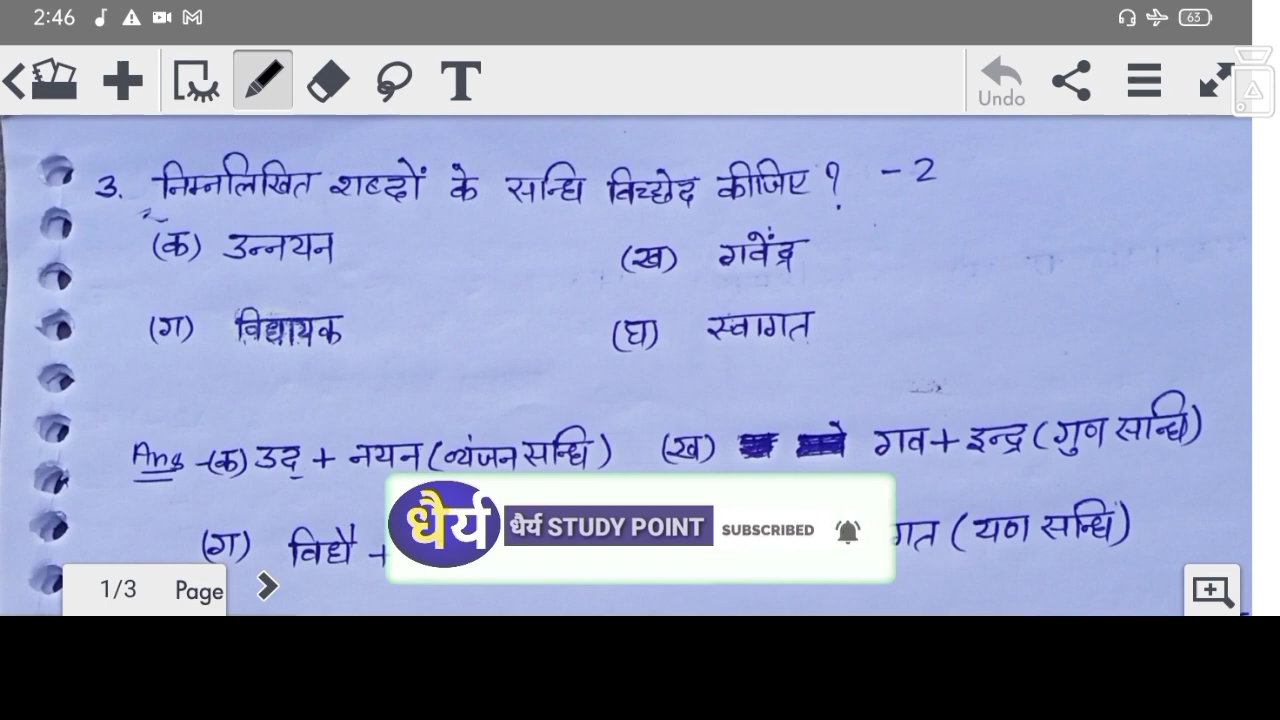 2:46 63
T Undo
3. निम्नलिखित शब्दों के सन्धि विच्छेद कीजिए ? - 2
(क) उन्नयन (ख) गवेंद्र
(ग) विधायक (घ) स्वागत
Ans -(क) उद् + नयन (व्यंजन सन्धि) (ख) गव + इन्द्र (गुण सन्धि)
(ग) विद्यै + गत (यण सन्धि)
धैर्य धैर्य STUDY POINT SUBSCRIBED
1/3 Page